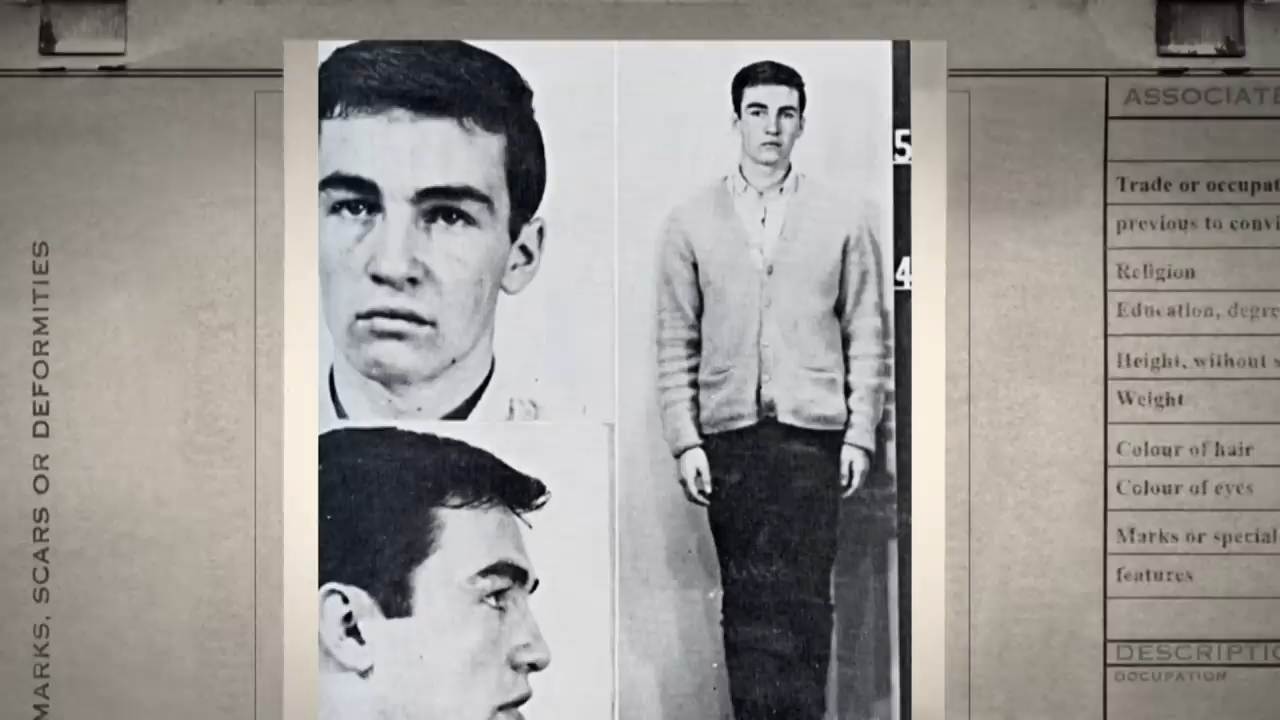 MARKS, SCARS OR DEFORMITIES
5
4
ASSOCIATE
Trade or occupat
previous to convi
Religion
Education, degre
Height, without s
Weight
Colour of hair
Colour of eyes
Marks or special
features
DESCRIPTIO
OCCUPATION